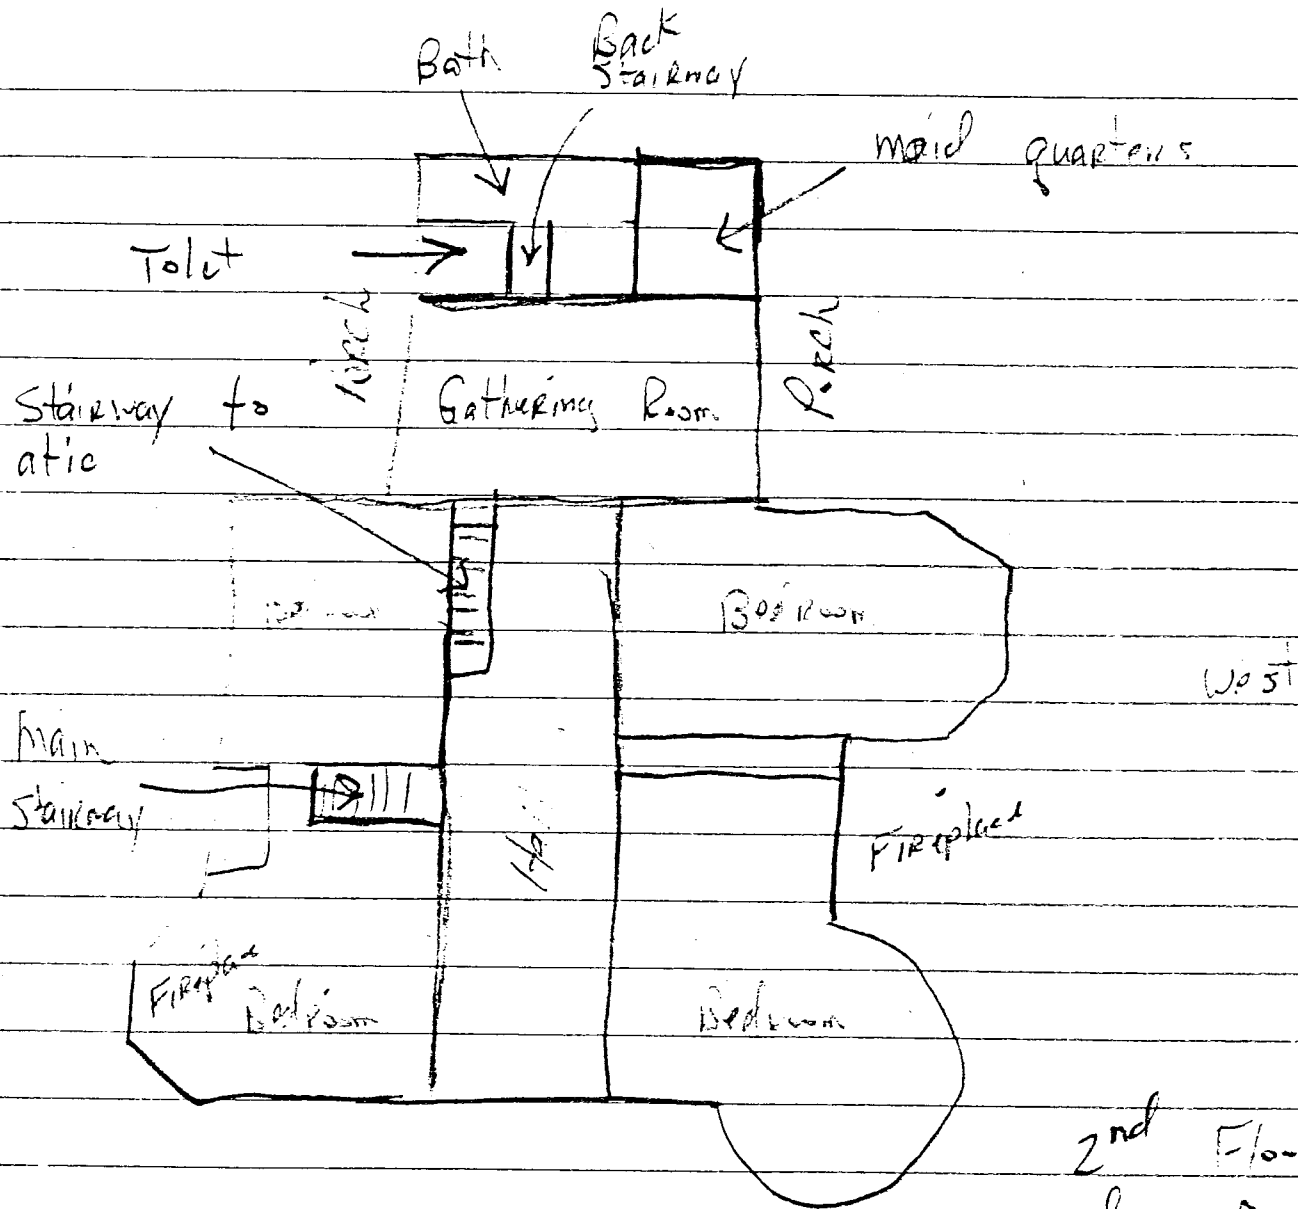 Bath
Back
Stairway
maid quarters
Tolet
Porch
Porch
Stairway to
atic
Gathering Room
Bedroom
West
Main
Stairway
Fireplace
Fireplace
Bedroom
Bedroom
2nd